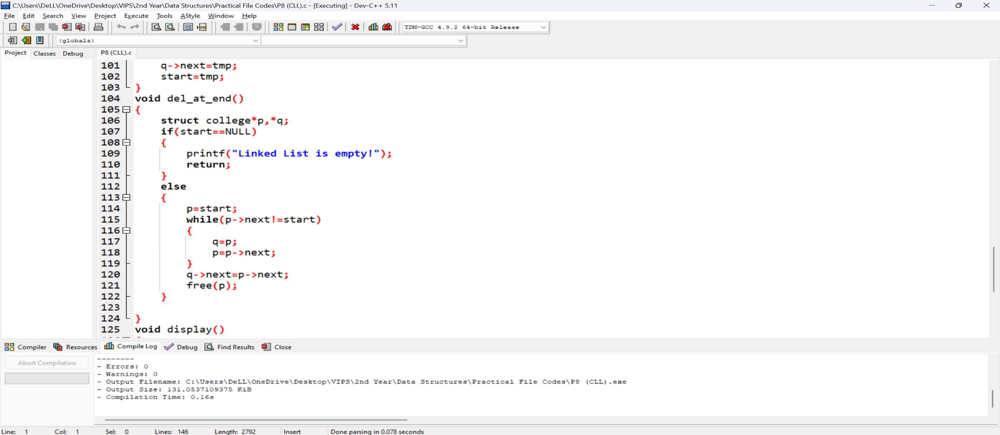 C:\Users\DeLL\OneDrive\Desktop\VIPS\2nd Year\Data Structures\Practical File Codes\P8 (CLL).c - [Executing] - Dev-C++ 5.11
File Edit Search View Project Execute Tools AStyle Window Help
TDM-GCC 4.9.2 64-bit Release
(globals)
Project Classes Debug P8 (CLL).c
101 q->next=tmp;
102 start=tmp;
103 }
104 void del_at_end()
105 {
106 struct college*p,*q;
107 if(start==NULL)
108 {
109 printf("Linked List is empty!");
110 return;
111 }
112 else
113 {
114 p=start;
115 while(p->next!=start)
116 {
117 q=p;
118 p=p->next;
119 }
120 q->next=p->next;
121 free(p);
122 }
123
124 }
125 void display()
Compiler Resources Compile Log Debug Find Results Close
Abort Compilation
--------
- Errors: 0
- Warnings: 0
- Output Filename: C:\Users\DeLL\OneDrive\Desktop\VIPS\2nd Year\Data Structures\Practical File Codes\P8 (CLL).exe
- Output Size: 131.0537109375 KiB
- Compilation Time: 0.16s
Line: 1 Col: 1 Sel: 0 Lines: 146 Length: 2792 Insert Done parsing in 0.078 seconds